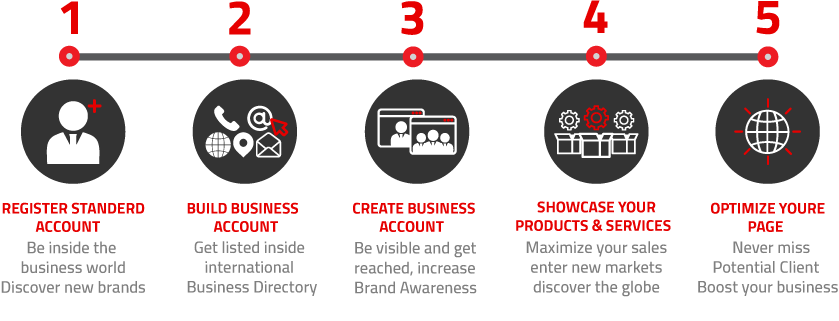 1
2
3
4
5
REGISTER STANDERD
ACCOUNT
Be inside the
business world
Discover new brands
BUILD BUSINESS
ACCOUNT
Get listed inside
international
Business Directory
CREATE BUSINESS
ACCOUNT
Be visible and get
reached, increase
Brand Awareness
SHOWCASE YOUR
PRODUCTS & SERVICES
Maximize your sales
enter new markets
discover the globe
OPTIMIZE YOURE
PAGE
Never miss
Potential Client
Boost your business